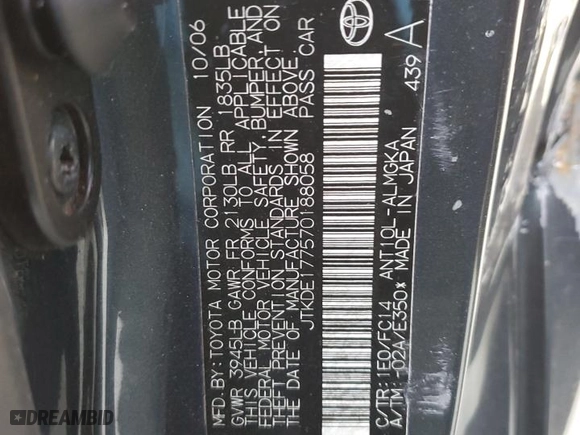 MFD. BY: TOYOTA MOTOR CORPORATION 10/06
GVWR 3945LB GAWR FR 2130LB RR 1835LB
THIS VEHICLE CONFORMS TO ALL APPLICABLE
FEDERAL MOTOR VEHICLE SAFETY, BUMPER, AND
THEFT PREVENTION STANDARDS IN EFFECT ON
THE DATE OF MANUFACTURE SHOWN ABOVE.
JTKDE177570188058 PASS CAR
C/TR: 1E0/FC14 ANT10L-ALMGKA
A/TM: -02A/E350* MADE IN JAPAN
439 A
© DREAMBID.COM